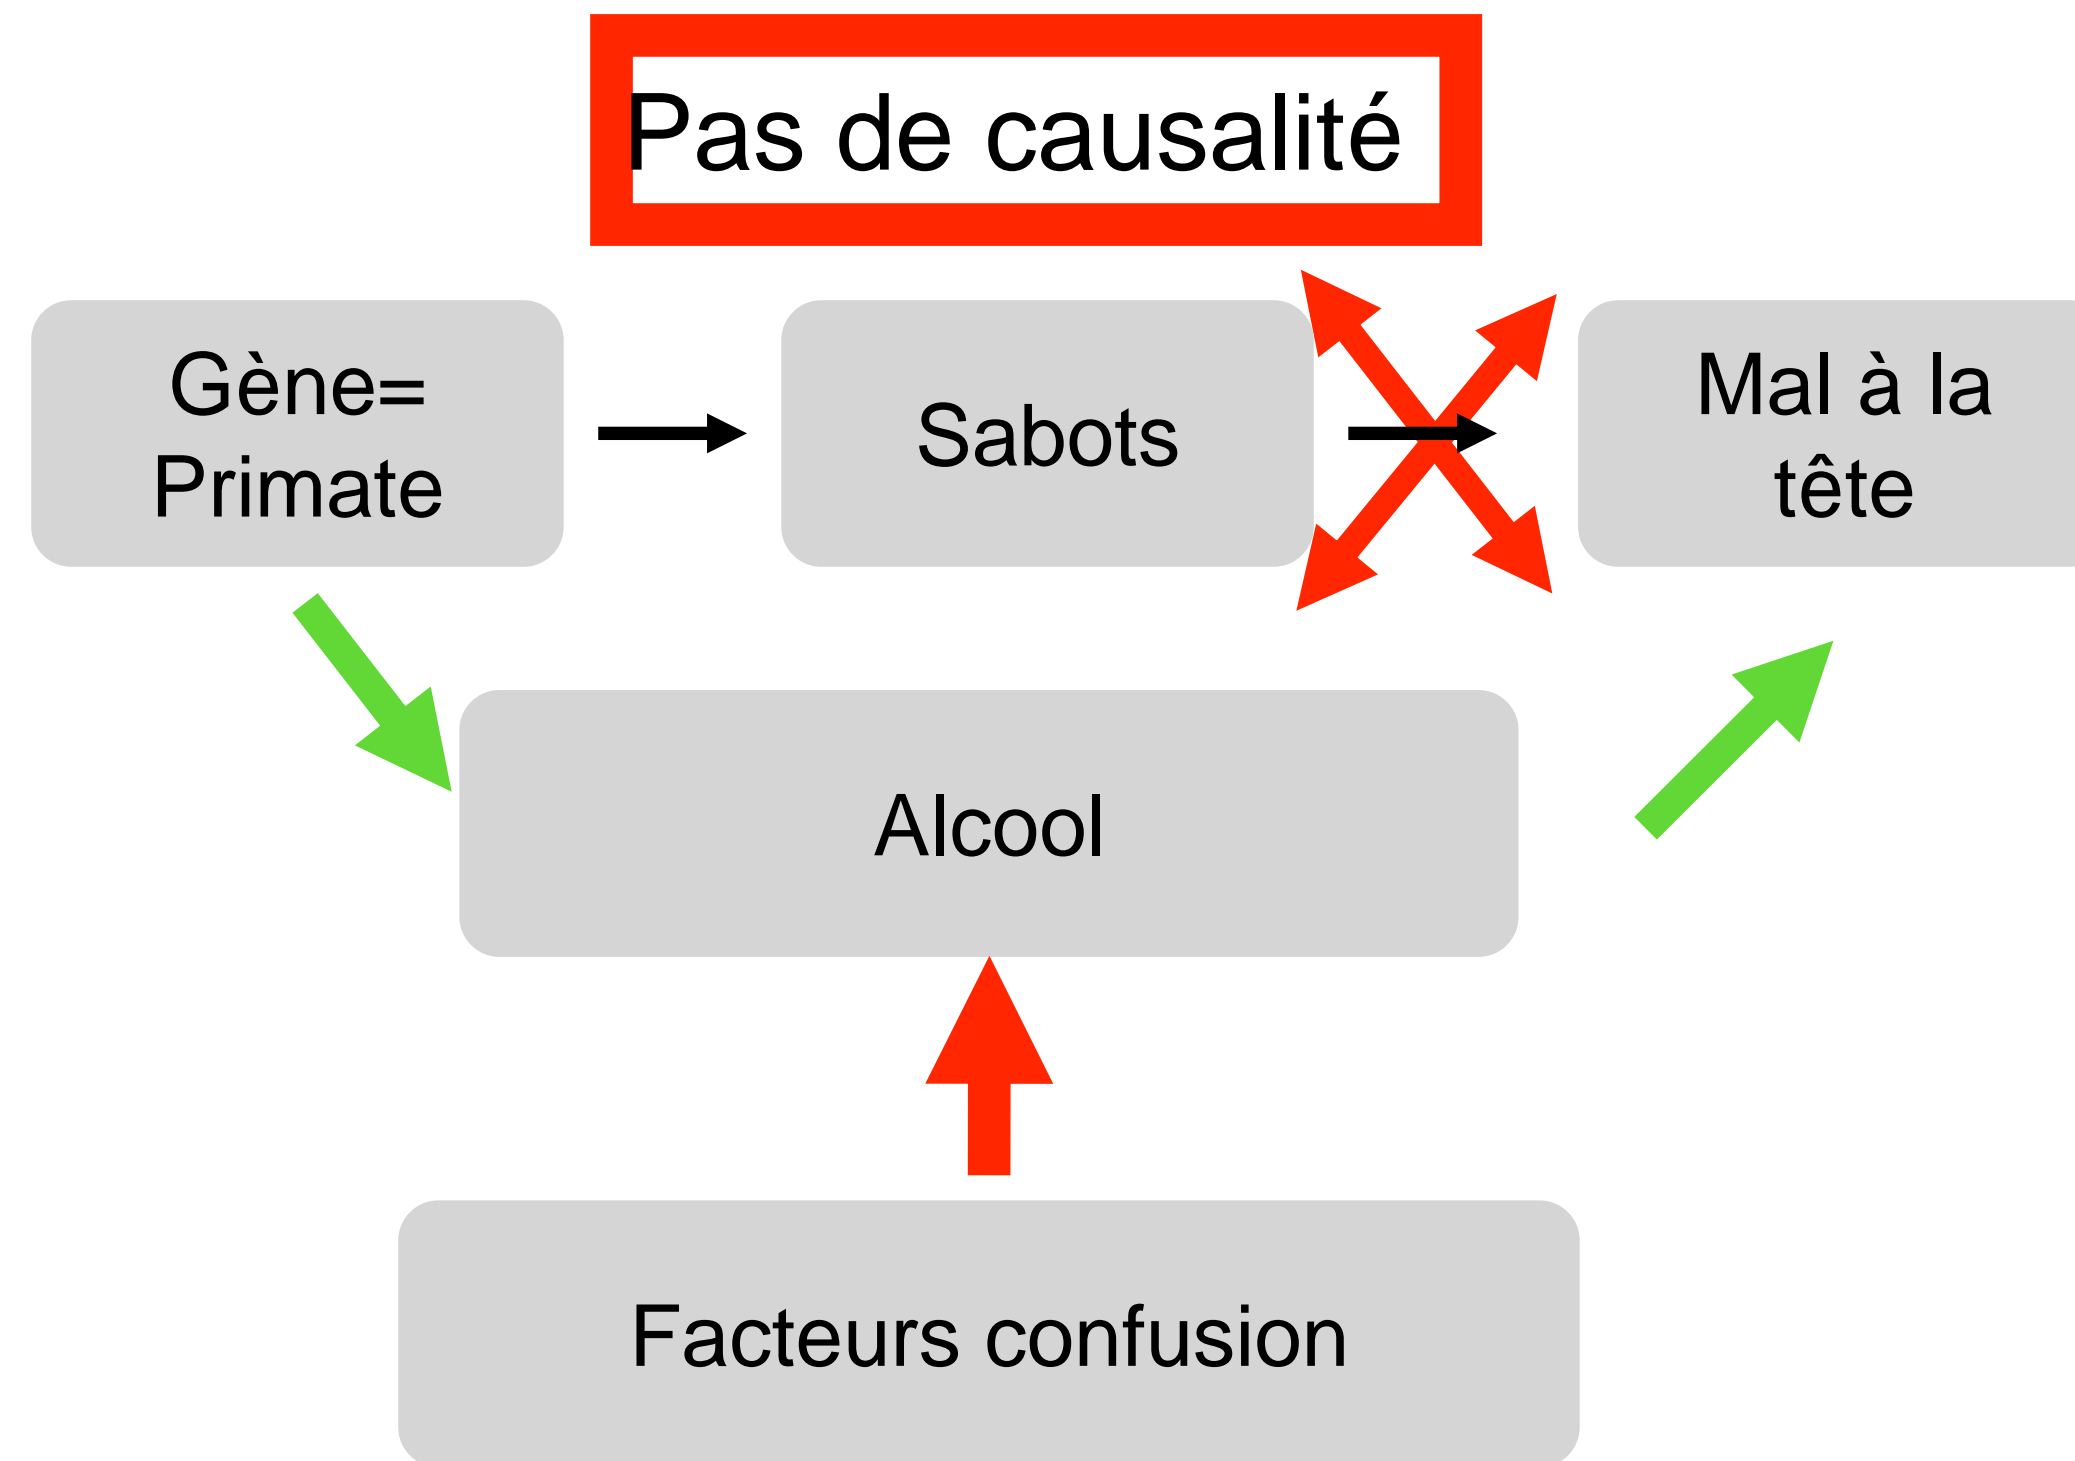 Pas de causalité
Gène=
Primate
Sabots
Mal à la
tête
Alcool
Facteurs confusion